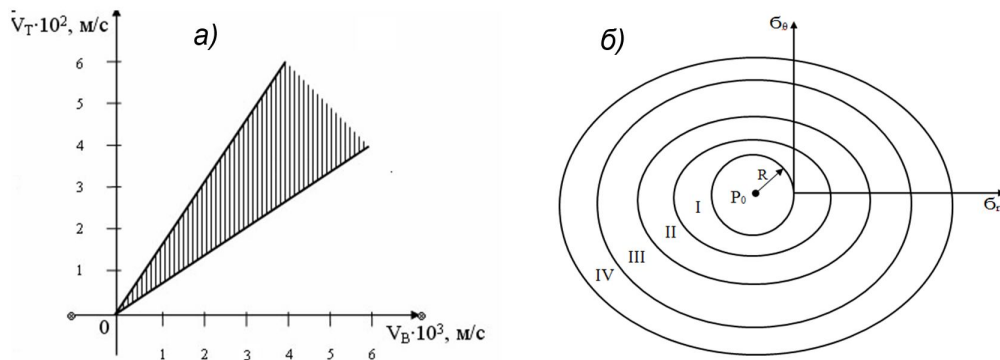 V_T·10², м/с
а)
6
5
4
3
2
1
0
1 2 3 4 5 6
V_B·10³, м/с
б)
σ_θ
σ_r
R
P₀
I
II
III
IV